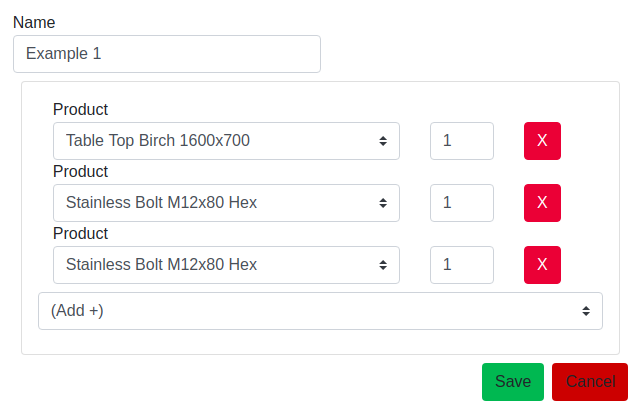 Name
Example 1
Product
Table Top Birch 1600x700 1 X
Product
Stainless Bolt M12x80 Hex 1 X
Product
Stainless Bolt M12x80 Hex 1 X
(Add +)
Save Cancel